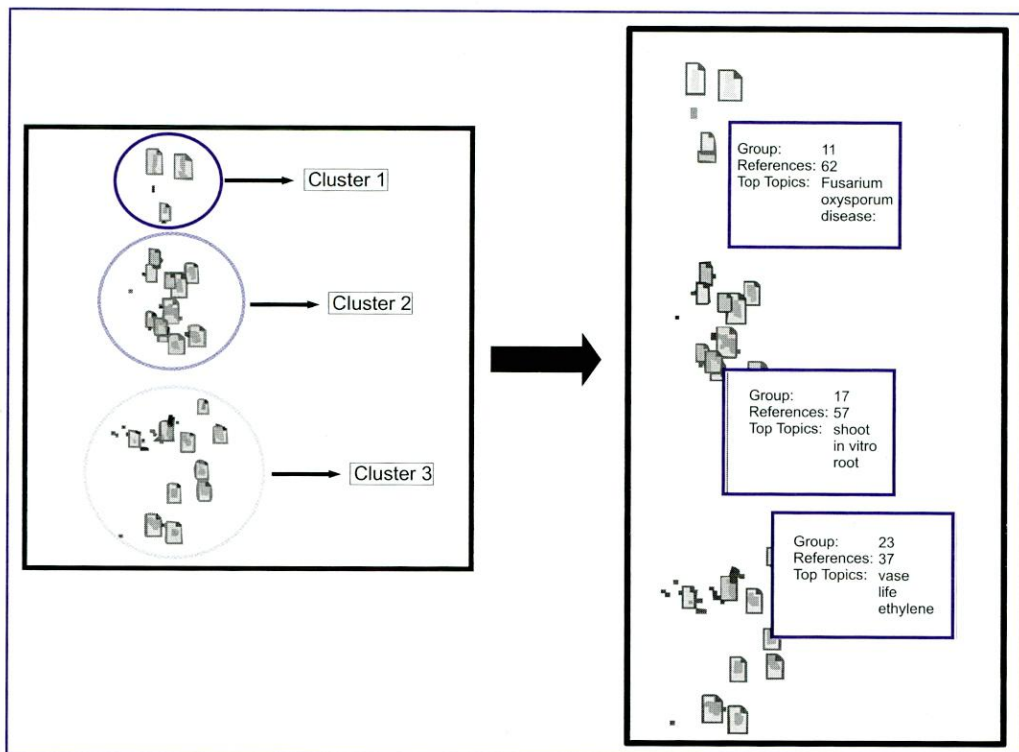 Cluster 1
Cluster 2
Cluster 3
Group: 11
References: 62
Top Topics: Fusarium
oxysporum
disease:
Group: 17
References: 57
Top Topics: shoot
in vitro
root
Group: 23
References: 37
Top Topics: vase
life
ethylene